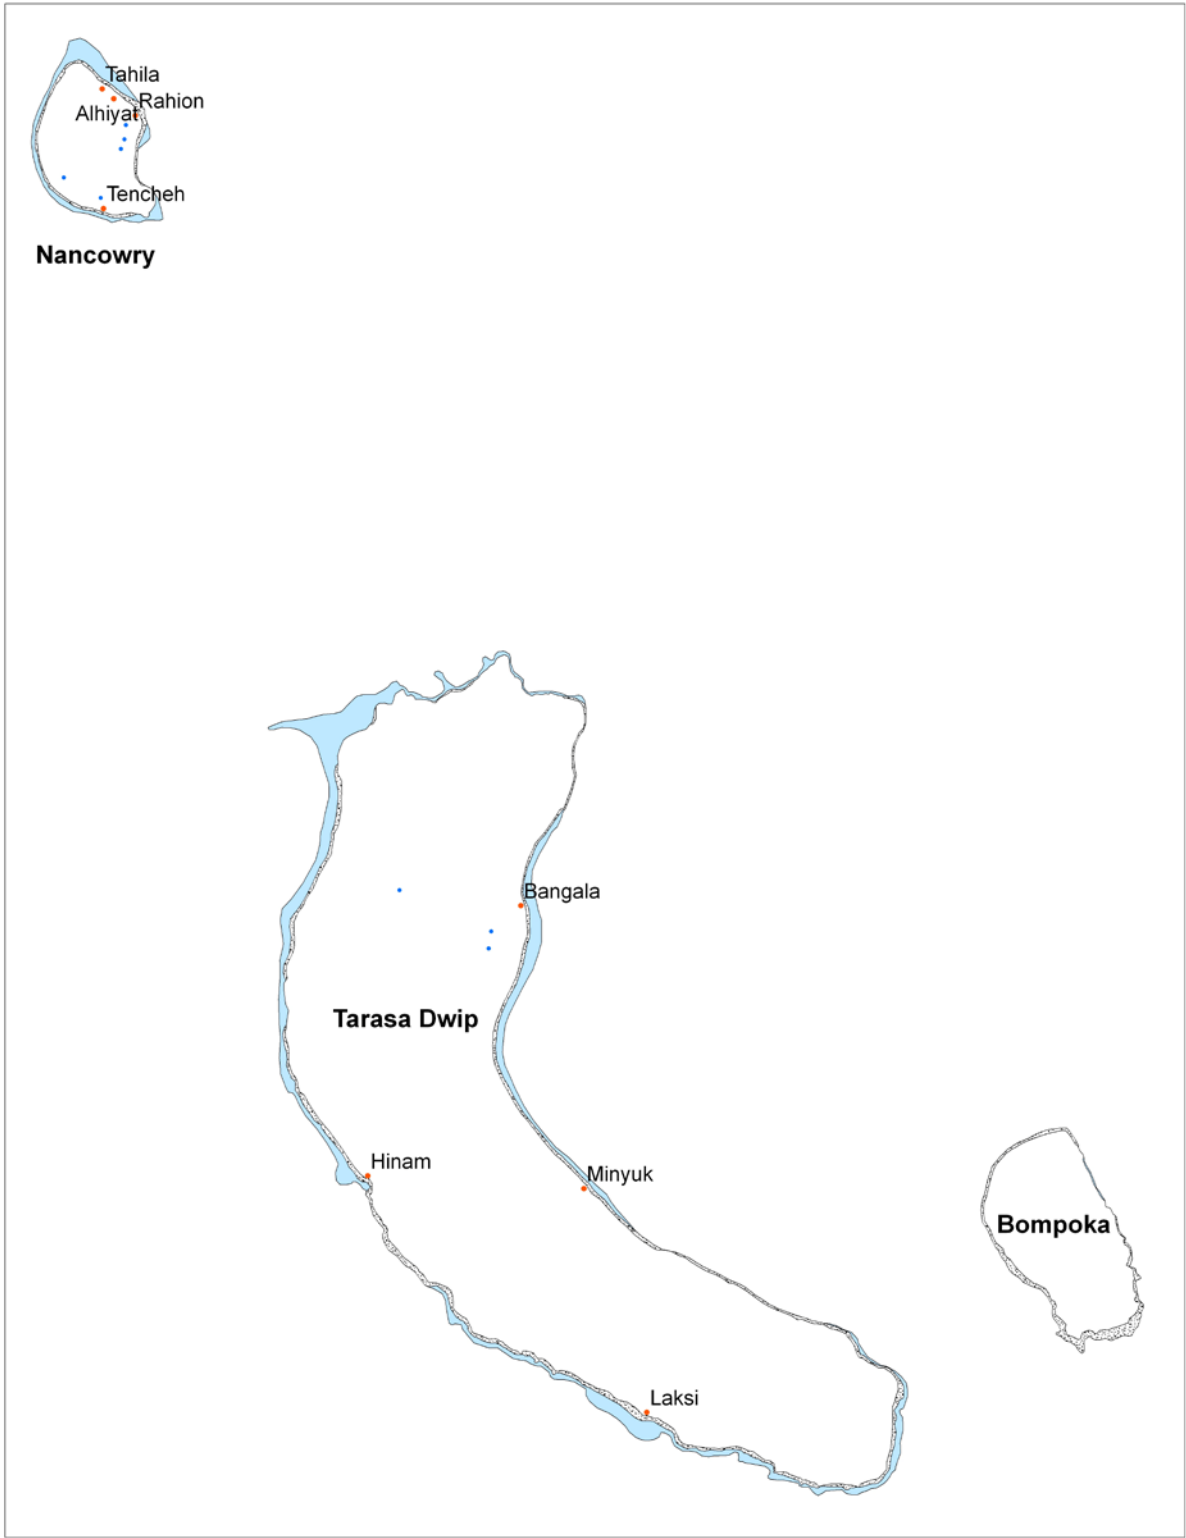 Tahila
Rahion
Alhiyat
Tencheh
Nancowry
Bangala
Tarasa Dwip
Hinam
Minyuk
Bompoka
Laksi